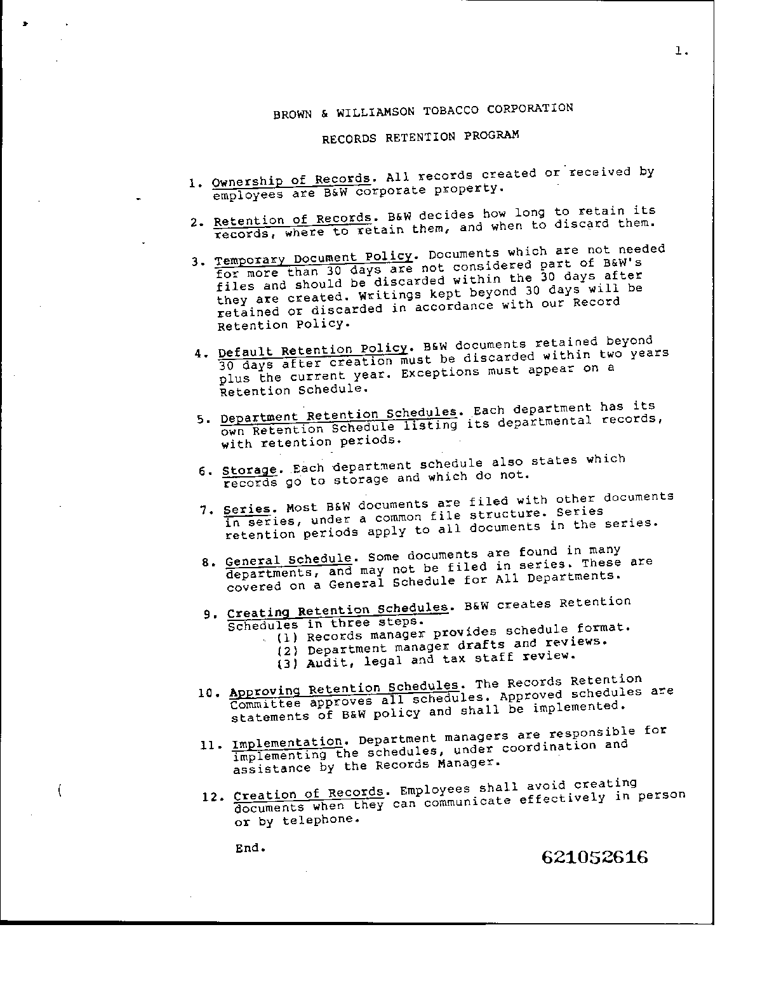 1.
BROWN & WILLIAMSON TOBACCO CORPORATION
RECORDS RETENTION PROGRAM
1. Ownership of Records. All records created or received by
employees are B&W corporate property.
2. Retention of Records. B&W decides how long to retain its
records, where to retain them, and when to discard them.
3. Temporary Document Policy. Documents which are not needed
for more than 30 days are not considered part of B&W's
files and should be discarded within the 30 days after
they are created. Writings kept beyond 30 days will be
retained or discarded in accordance with our Record
Retention Policy.
4. Default Retention Policy. B&W documents retained beyond
30 days after creation must be discarded within two years
plus the current year. Exceptions must appear on a
Retention Schedule.
5. Department Retention Schedules. Each department has its
own Retention Schedule listing its departmental records,
with retention periods.
6. Storage. Each department schedule also states which
records go to storage and which do not.
7. Series. Most B&W documents are filed with other documents
in series, under a common file structure. Series
retention periods apply to all documents in the series.
8. General Schedule. Some documents are found in many
departments, and may not be filed in series. These are
covered on a General Schedule for All Departments.
9. Creating Retention Schedules. B&W creates Retention
Schedules in three steps.
(1) Records manager provides schedule format.
(2) Department manager drafts and reviews.
(3) Audit, legal and tax staff review.
10. Approving Retention Schedules. The Records Retention
Committee approves all schedules. Approved schedules are
statements of B&W policy and shall be implemented.
11. Implementation. Department managers are responsible for
implementing the schedules, under coordination and
assistance by the Records Manager.
12. Creation of Records. Employees shall avoid creating
documents when they can communicate effectively in person
or by telephone.
End.
621052616